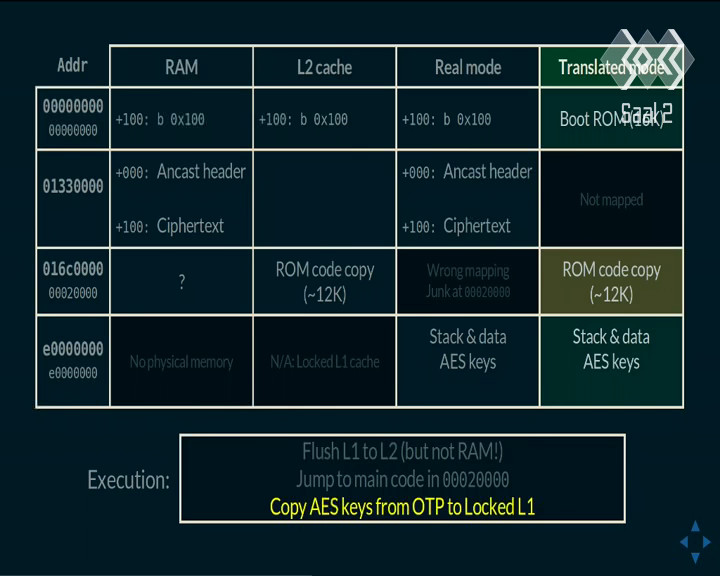 Addr RAM L2 cache Real mode Translated mode
00000000
00000000
+100: b 0x100 +100: b 0x100 +100: b 0x100 Boot ROM (16K)
Saal 2
01330000
+000: Ancast header +000: Ancast header
+100: Ciphertext +100: Ciphertext
Not mapped
016c0000
00020000
?
ROM code copy
(~12K)
Wrong mapping
Junk at 00020000
ROM code copy
(~12K)
e0000000
e0000000
No physical memory
N/A: Locked L1 cache
Stack & data
AES keys
Stack & data
AES keys
Execution:
Flush L1 to L2 (but not RAM!)
Jump to main code in 00020000
Copy AES keys from OTP to Locked L1